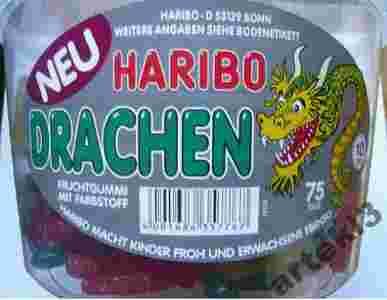 HARIBO - D 53129 BONN
WEITERE ANGABEN SIEHE BODENETIKETT
NEU
HARIBO
DRACHEN
FRUCHTGUMMI
MIT FARBSTOFF
75
HARIBO MACHT KINDER FROH UND ERWACHSENE EBENSO